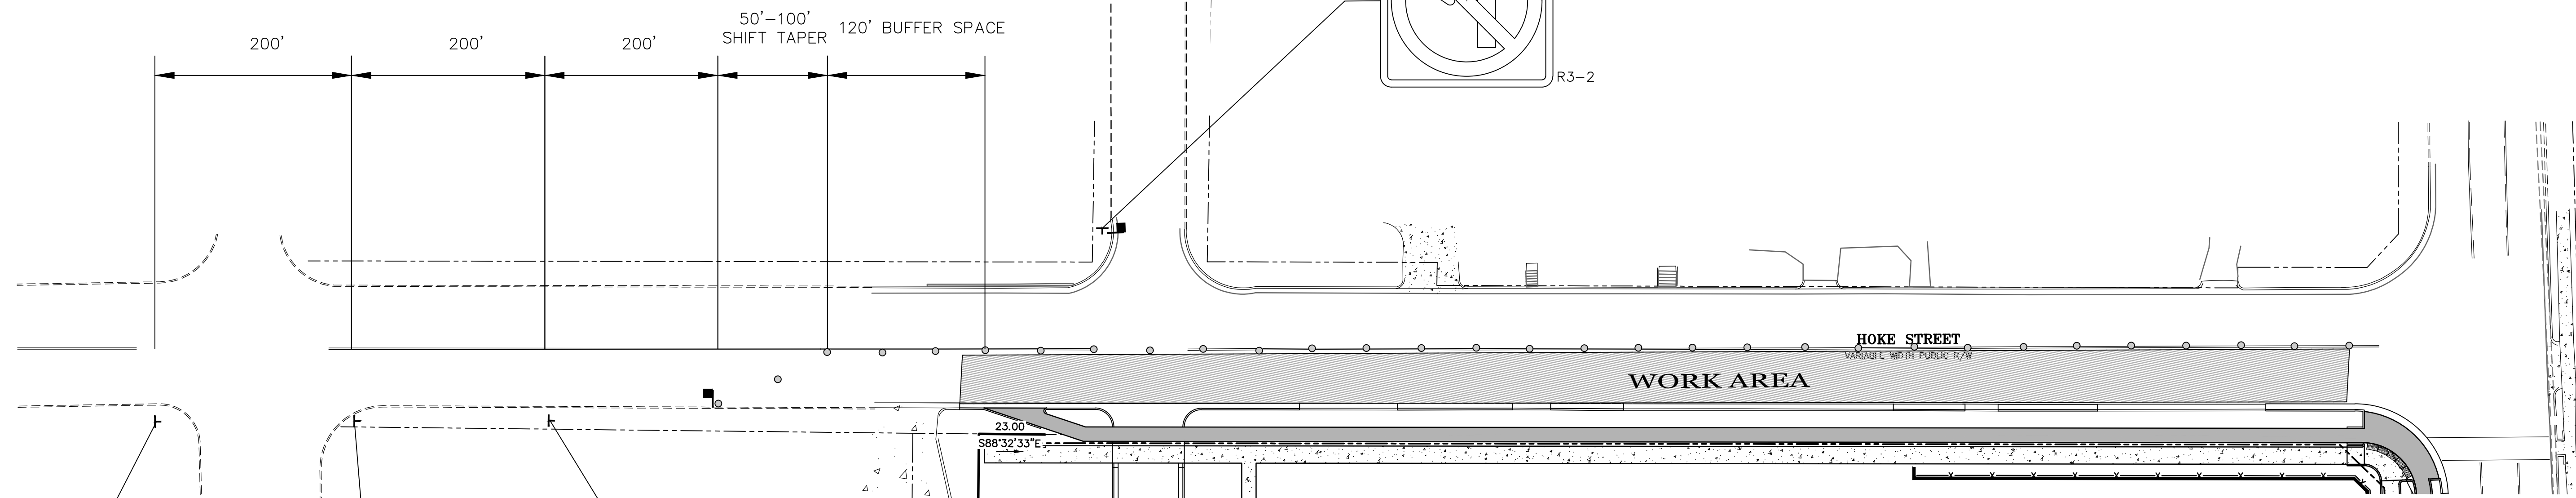 200'
200'
200'
50'-100'
SHIFT TAPER
120' BUFFER SPACE
R3-2
HOKE STREET
VARIABLE WIDTH PUBLIC R/W
WORK AREA
23.00
S88°32'33"E
X X X X X X X X X X